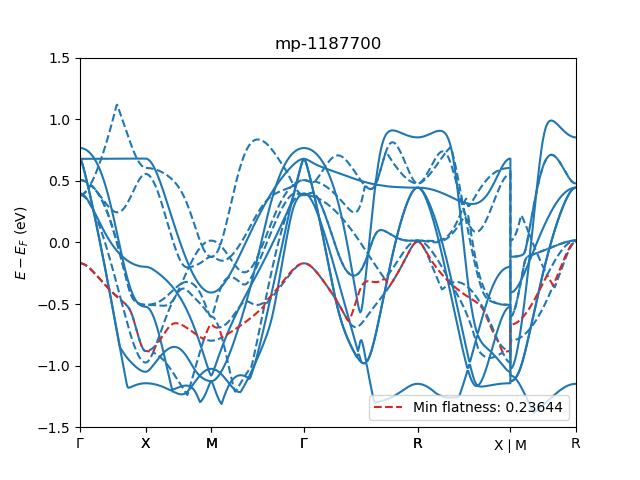 mp-1187700
E − E_F (eV)
1.5
1.0
0.5
0.0
−0.5
−1.0
−1.5
Min flatness: 0.23644
Γ X M Γ R X | M R